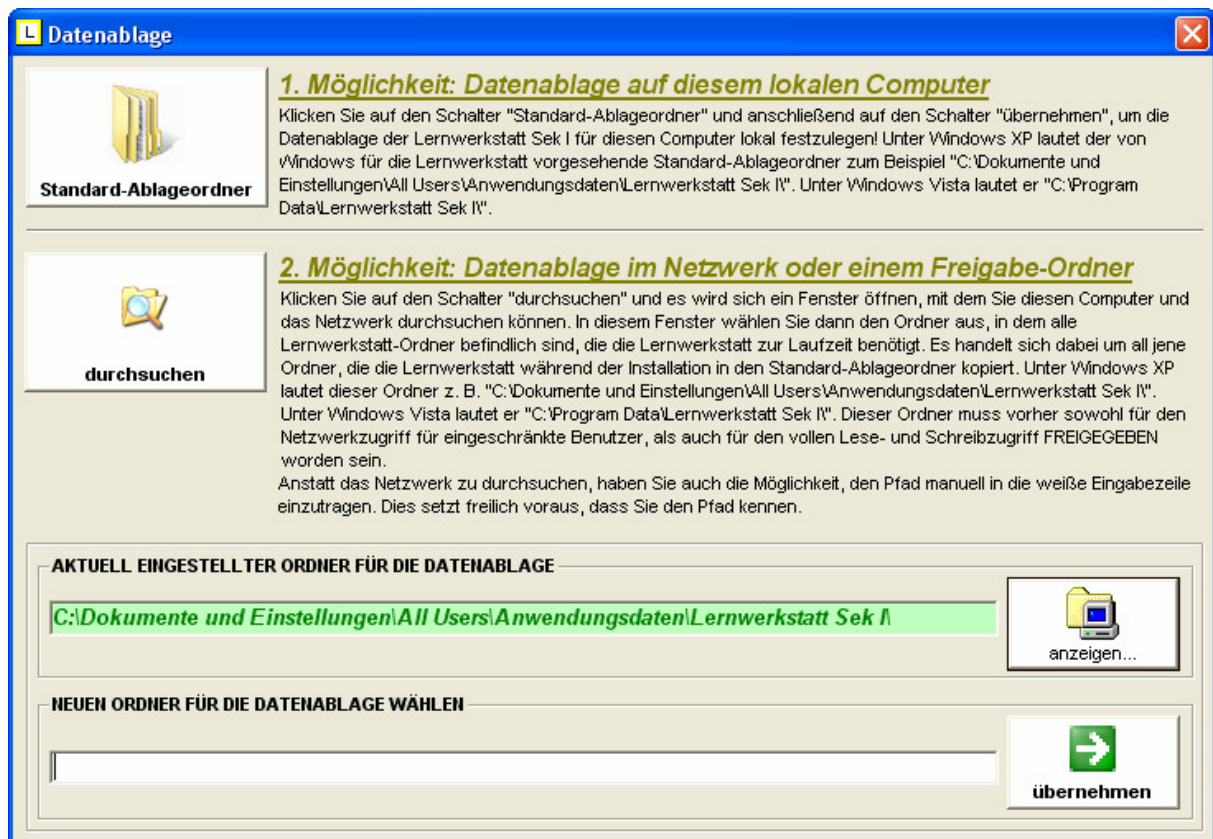 L Datenablage
1. Möglichkeit: Datenablage auf diesem lokalen Computer
Klicken Sie auf den Schalter "Standard-Ablageordner" und anschließend auf den Schalter "übernehmen", um die
Datenablage der Lernwerkstatt Sek I für diesen Computer lokal festzulegen! Unter Windows XP lautet der von
Windows für die Lernwerkstatt vorgesehende Standard-Ablageordner zum Beispiel "C:\Dokumente und
Einstellungen\All Users\Anwendungsdaten\Lernwerkstatt Sek I\". Unter Windows Vista lautet er "C:\Program
Data\Lernwerkstatt Sek I\".
Standard-Ablageordner
2. Möglichkeit: Datenablage im Netzwerk oder einem Freigabe-Ordner
Klicken Sie auf den Schalter "durchsuchen" und es wird sich ein Fenster öffnen, mit dem Sie diesen Computer und
das Netzwerk durchsuchen können. In diesem Fenster wählen Sie dann den Ordner aus, in dem alle
Lernwerkstatt-Ordner befindlich sind, die die Lernwerkstatt zur Laufzeit benötigt. Es handelt sich dabei um all jene
Ordner, die die Lernwerkstatt während der Installation in den Standard-Ablageordner kopiert. Unter Windows XP
lautet dieser Ordner z. B. "C:\Dokumente und Einstellungen\All Users\Anwendungsdaten\Lernwerkstatt Sek I\".
Unter Windows Vista lautet er "C:\Program Data\Lernwerkstatt Sek I\". Dieser Ordner muss vorher sowohl für den
Netzwerkzugriff für eingeschränkte Benutzer, als auch für den vollen Lese- und Schreibzugriff FREIGEGEBEN
worden sein.
Anstatt das Netzwerk zu durchsuchen, haben Sie auch die Möglichkeit, den Pfad manuell in die weiße Eingabezeile
einzutragen. Dies setzt freilich voraus, dass Sie den Pfad kennen.
durchsuchen
AKTUELL EINGESTELLTER ORDNER FÜR DIE DATENABLAGE
C:\Dokumente und Einstellungen\All Users\Anwendungsdaten\Lernwerkstatt Sek I\
anzeigen...
NEUEN ORDNER FÜR DIE DATENABLAGE WÄHLEN
übernehmen